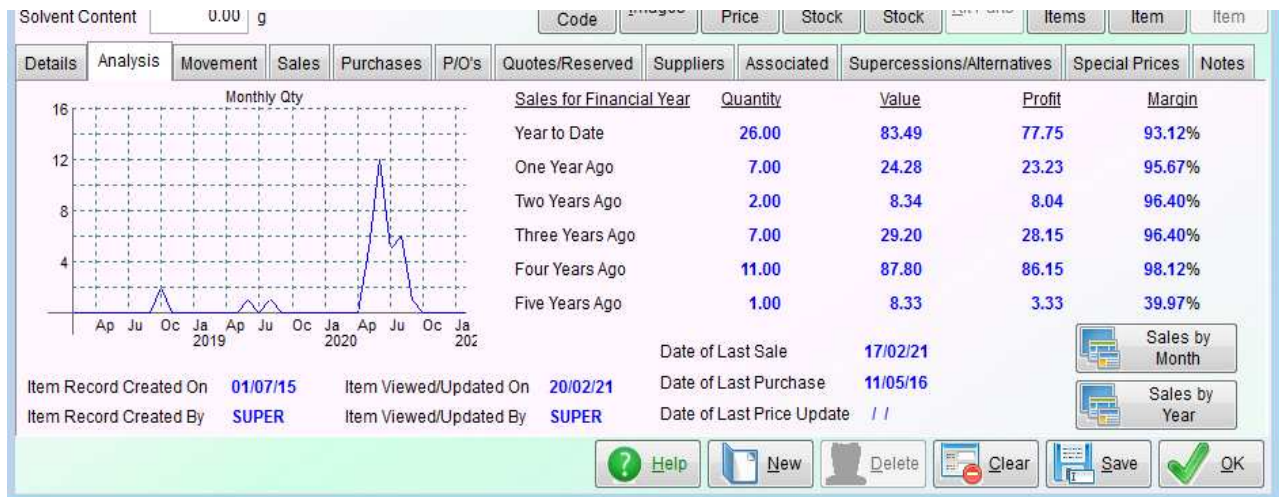 Solvent Content 0.00 g Code Price Stock Stock Items Item Item
Details Analysis Movement Sales Purchases P/O's Quotes/Reserved Suppliers Associated Supercessions/Alternatives Special Prices Notes
Monthly Qty
16
12
8
4
Ap Ju Oc Ja Ap Ju Oc Ja Ap Ju Oc Ja
2019 2020 202
Sales for Financial Year Quantity Value Profit Margin
Year to Date 26.00 83.49 77.75 93.12%
One Year Ago 7.00 24.28 23.23 95.67%
Two Years Ago 2.00 8.34 8.04 96.40%
Three Years Ago 7.00 29.20 28.15 96.40%
Four Years Ago 11.00 87.80 86.15 98.12%
Five Years Ago 1.00 8.33 3.33 39.97%
Date of Last Sale 17/02/21
Date of Last Purchase 11/05/16
Date of Last Price Update / /
Sales by
Month
Sales by
Year
Item Record Created On 01/07/15 Item Viewed/Updated On 20/02/21
Item Record Created By SUPER Item Viewed/Updated By SUPER
Help New Delete Clear Save OK